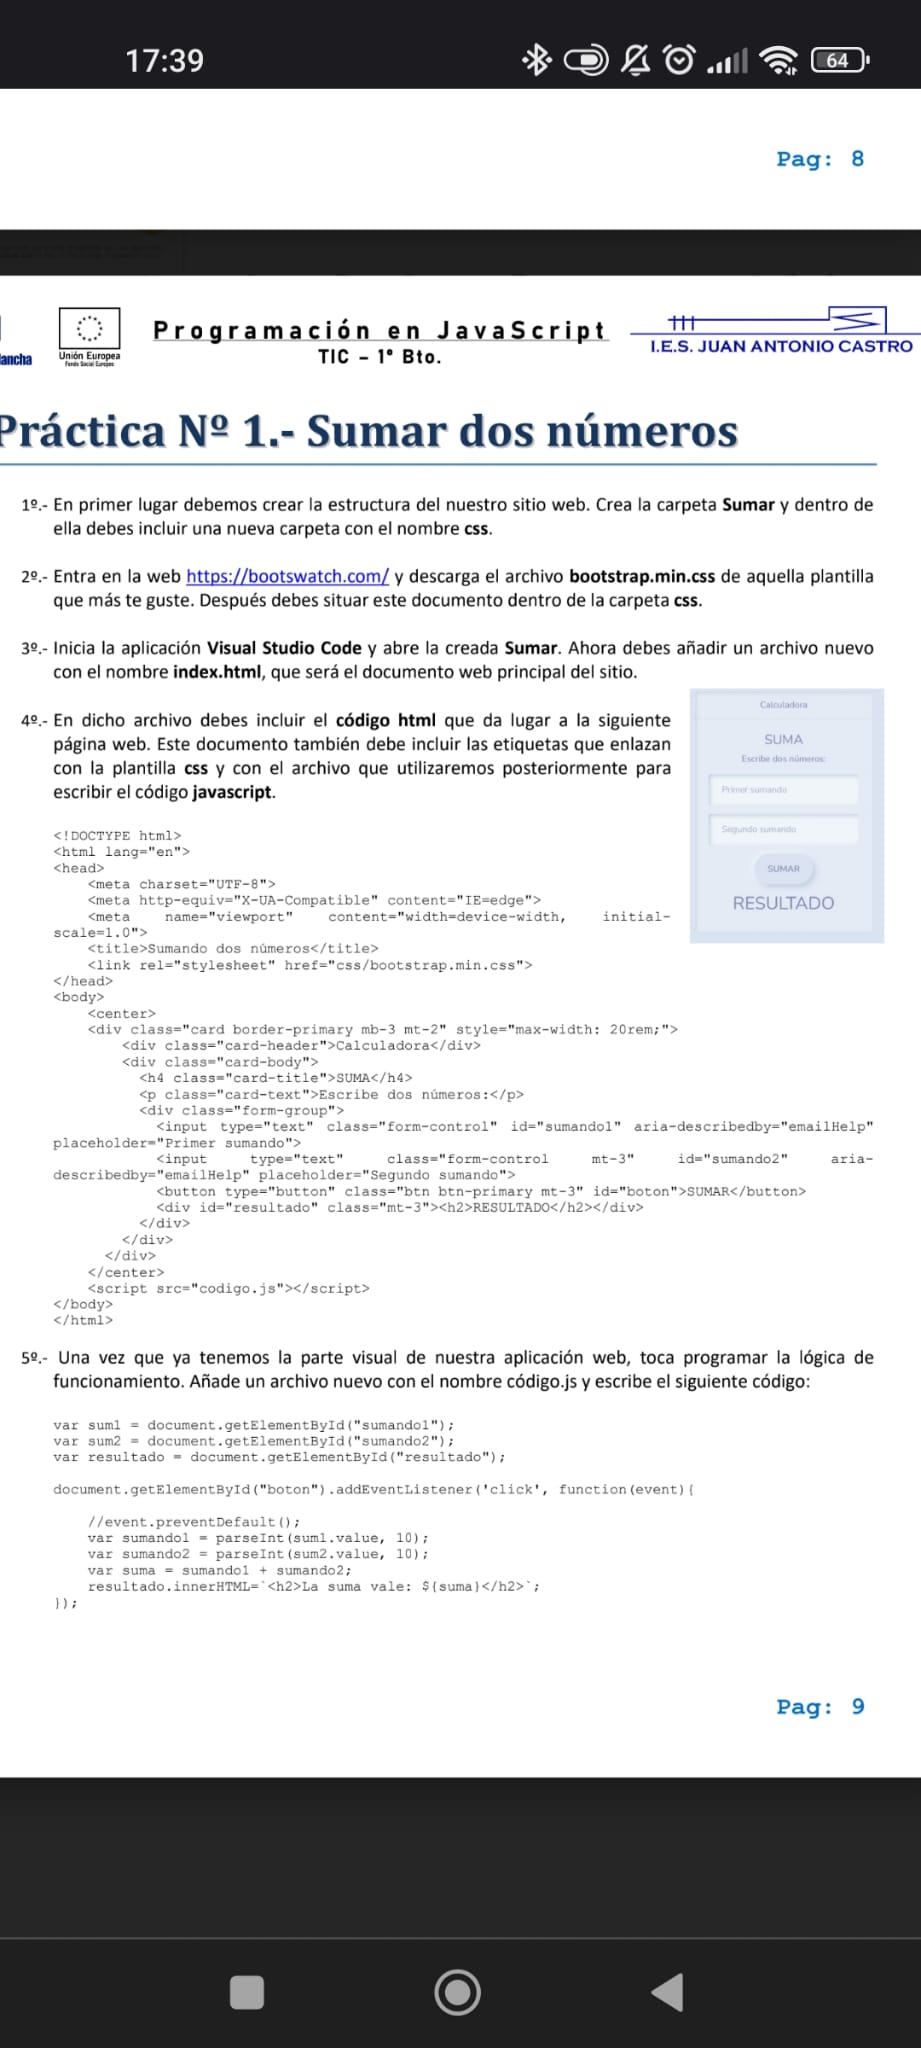 17:39
64
Pag: 8
ancha
Unión Europea
Fondo Social Europeo
Programación en JavaScript
TIC – 1º Bto.
I.E.S. JUAN ANTONIO CASTRO
Práctica Nº 1.- Sumar dos números
1º.- En primer lugar debemos crear la estructura del nuestro sitio web. Crea la carpeta Sumar y dentro de
ella debes incluir una nueva carpeta con el nombre css.
2º.- Entra en la web https://bootswatch.com/ y descarga el archivo bootstrap.min.css de aquella plantilla
que más te guste. Después debes situar este documento dentro de la carpeta css.
3º.- Inicia la aplicación Visual Studio Code y abre la creada Sumar. Ahora debes añadir un archivo nuevo
con el nombre index.html, que será el documento web principal del sitio.
4º.- En dicho archivo debes incluir el código html que da lugar a la siguiente
página web. Este documento también debe incluir las etiquetas que enlazan
con la plantilla css y con el archivo que utilizaremos posteriormente para
escribir el código javascript.
Calculadora
SUMA
Escribe dos números:
Primer sumando
Segundo sumando
SUMAR
RESULTADO
<!DOCTYPE html>
<html lang="en">
<head>
<meta charset="UTF-8">
<meta http-equiv="X-UA-Compatible" content="IE=edge">
<meta name="viewport" content="width=device-width, initial-
scale=1.0">
<title>Sumando dos números</title>
<link rel="stylesheet" href="css/bootstrap.min.css">
</head>
<body>
<center>
<div class="card border-primary mb-3 mt-2" style="max-width: 20rem;">
<div class="card-header">Calculadora</div>
<div class="card-body">
<h4 class="card-title">SUMA</h4>
<p class="card-text">Escribe dos números:</p>
<div class="form-group">
<input type="text" class="form-control" id="sumando1" aria-describedby="emailHelp"
placeholder="Primer sumando">
<input type="text" class="form-control mt-3" id="sumando2" aria-
describedby="emailHelp" placeholder="Segundo sumando">
<button type="button" class="btn btn-primary mt-3" id="boton">SUMAR</button>
<div id="resultado" class="mt-3"><h2>RESULTADO</h2></div>
</div>
</div>
</div>
</center>
<script src="codigo.js"></script>
</body>
</html>
5º.- Una vez que ya tenemos la parte visual de nuestra aplicación web, toca programar la lógica de
funcionamiento. Añade un archivo nuevo con el nombre código.js y escribe el siguiente código:
var sum1 = document.getElementById("sumando1");
var sum2 = document.getElementById("sumando2");
var resultado = document.getElementById("resultado");
document.getElementById("boton").addEventListener('click', function(event){
//event.preventDefault();
var sumando1 = parseInt(sum1.value, 10);
var sumando2 = parseInt(sum2.value, 10);
var suma = sumando1 + sumando2;
resultado.innerHTML=`<h2>La suma vale: ${suma}</h2>`;
});
Pag: 9